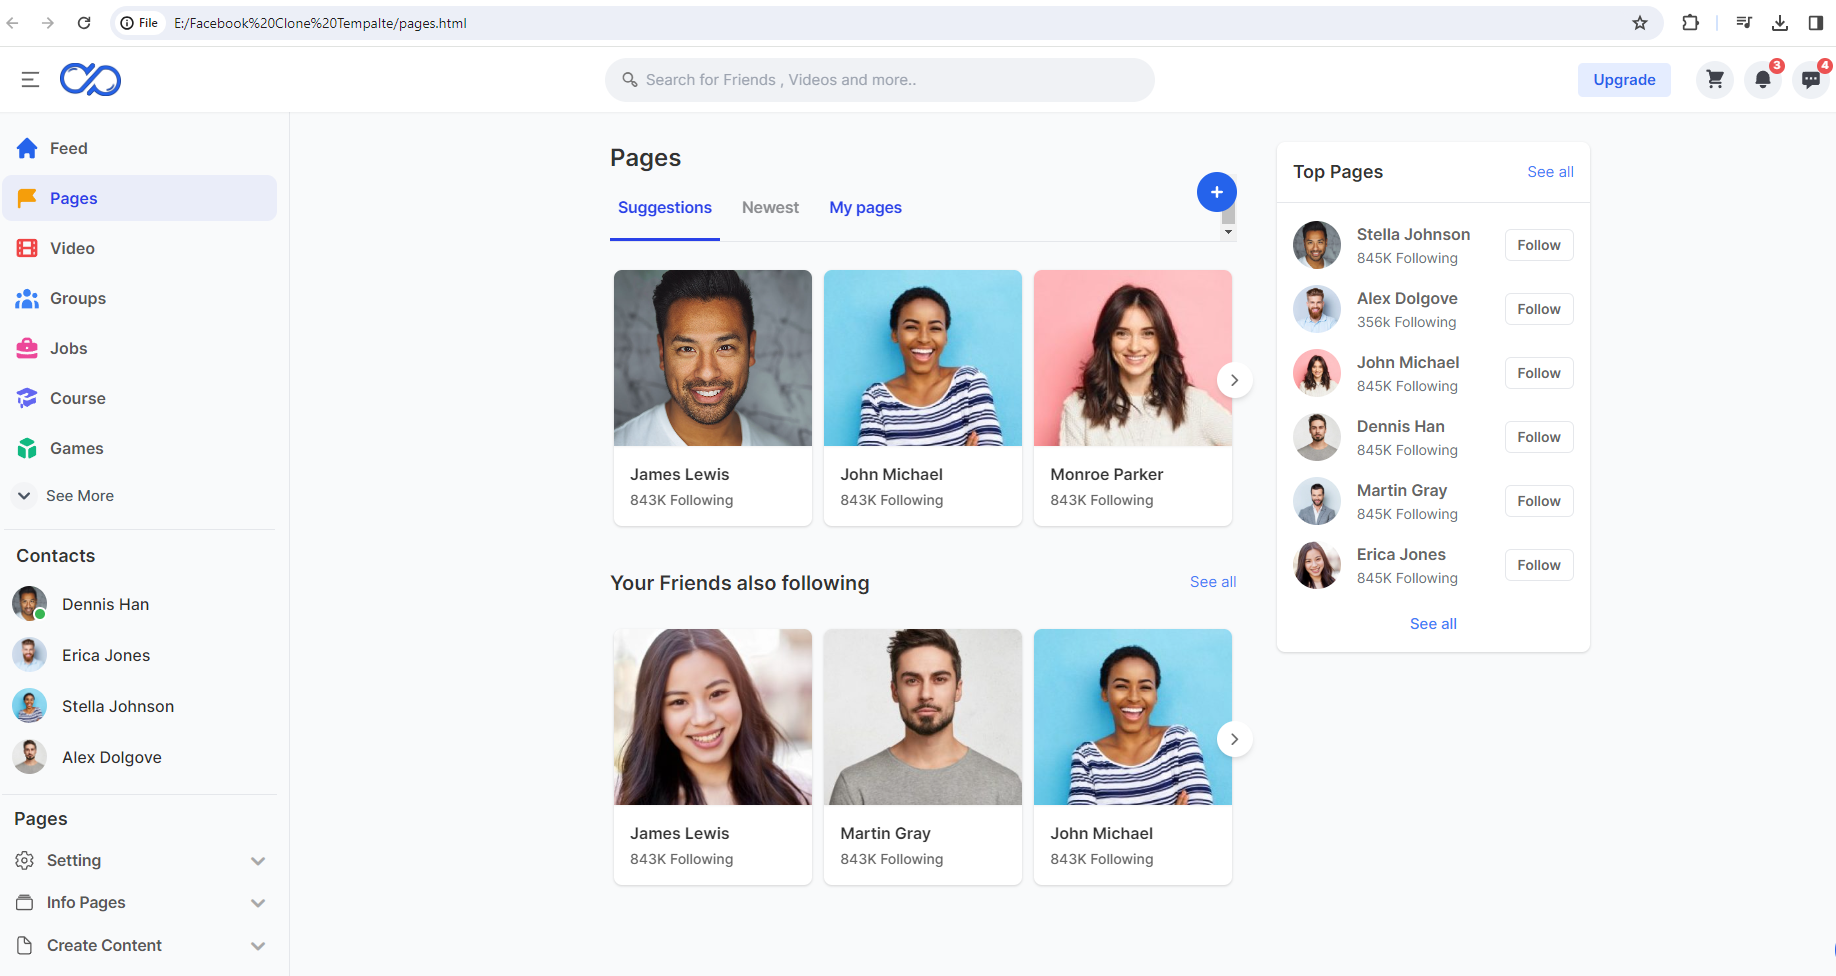 File
E:/Facebook%20Clone%20Tempalte/pages.html
Search for Friends , Videos and more..
Upgrade
3
4
Feed
Pages
Video
Groups
Jobs
Course
Games
See More
Contacts
Dennis Han
Erica Jones
Stella Johnson
Alex Dolgove
Pages
Setting
Info Pages
Create Content
Pages
Suggestions Newest My pages
James Lewis
843K Following
John Michael
843K Following
Monroe Parker
843K Following
Your Friends also following
See all
James Lewis
843K Following
Martin Gray
843K Following
John Michael
843K Following
Top Pages
See all
Stella Johnson
845K Following
Follow
Alex Dolgove
356k Following
Follow
John Michael
845K Following
Follow
Dennis Han
845K Following
Follow
Martin Gray
845K Following
Follow
Erica Jones
845K Following
Follow
See all